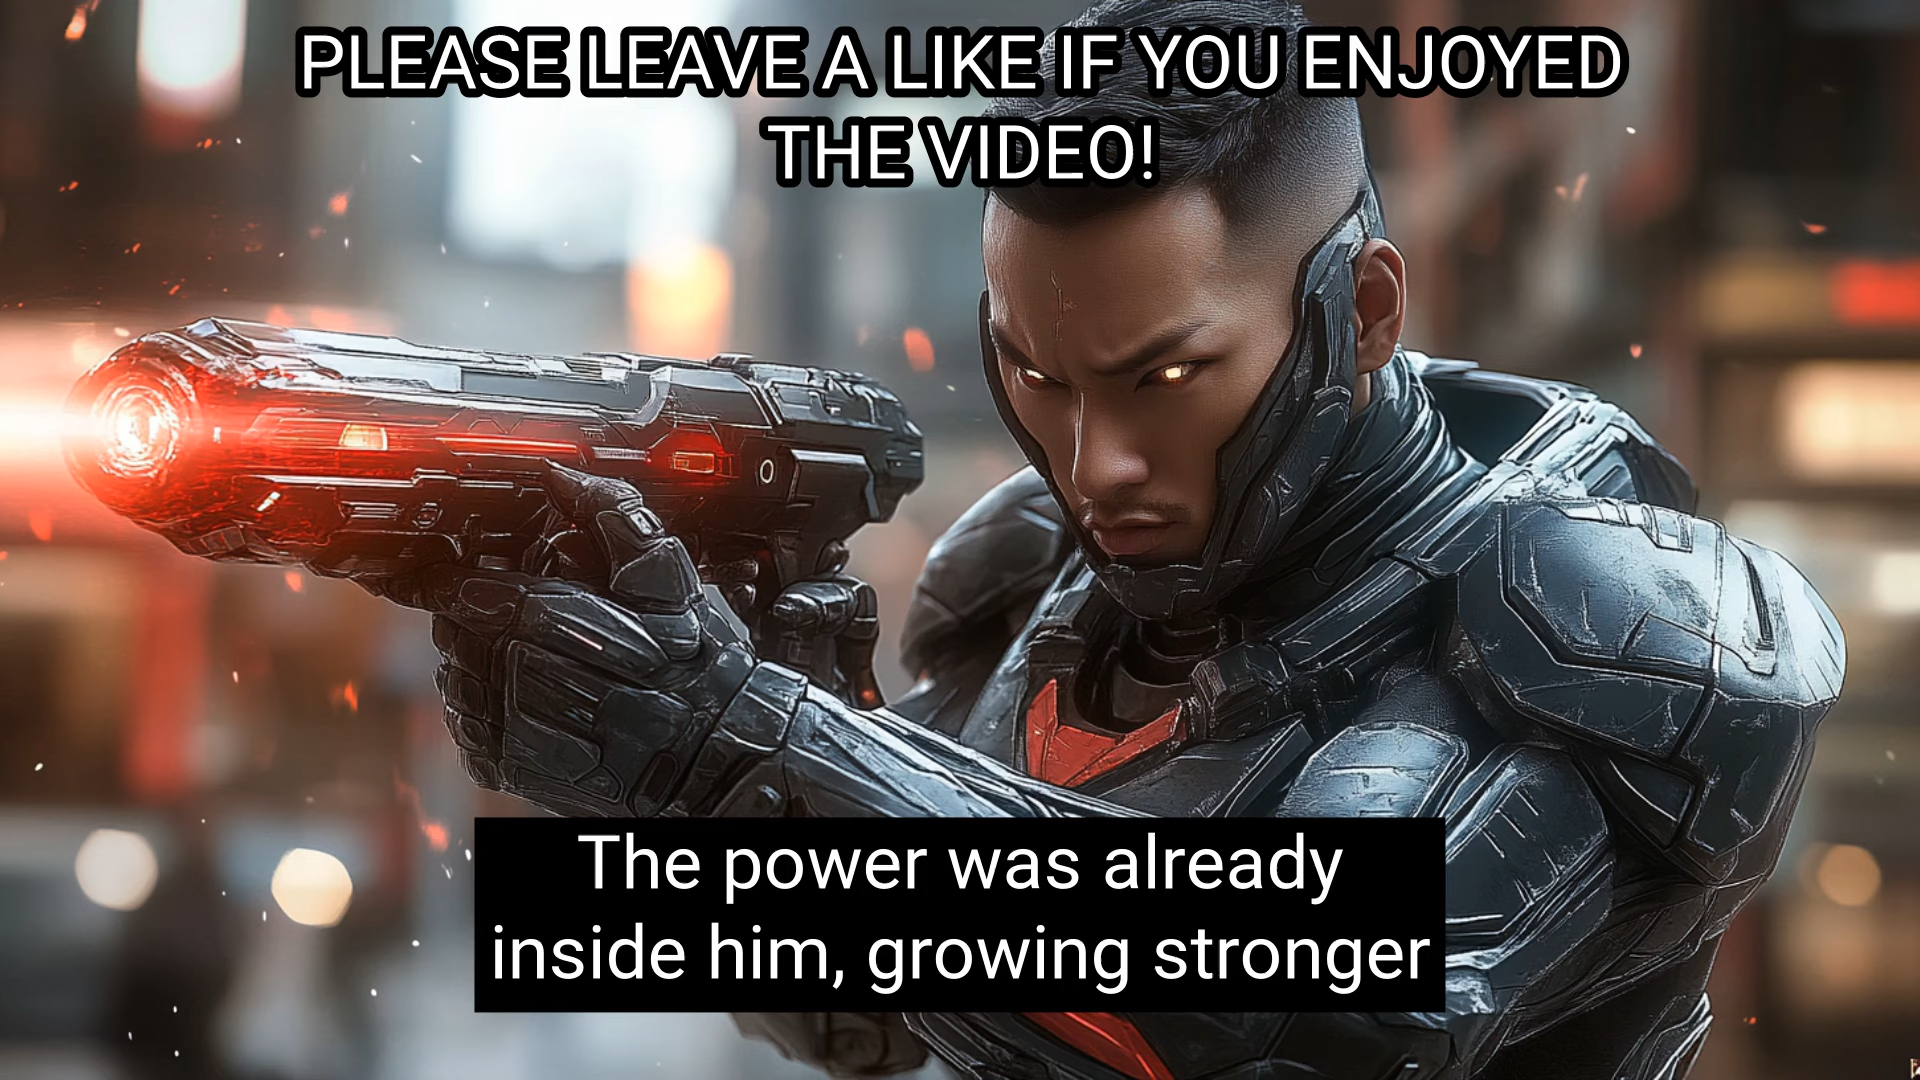 PLEASE LEAVE A LIKE IF YOU ENJOYED
THE VIDEO!
The power was already
inside him, growing stronger